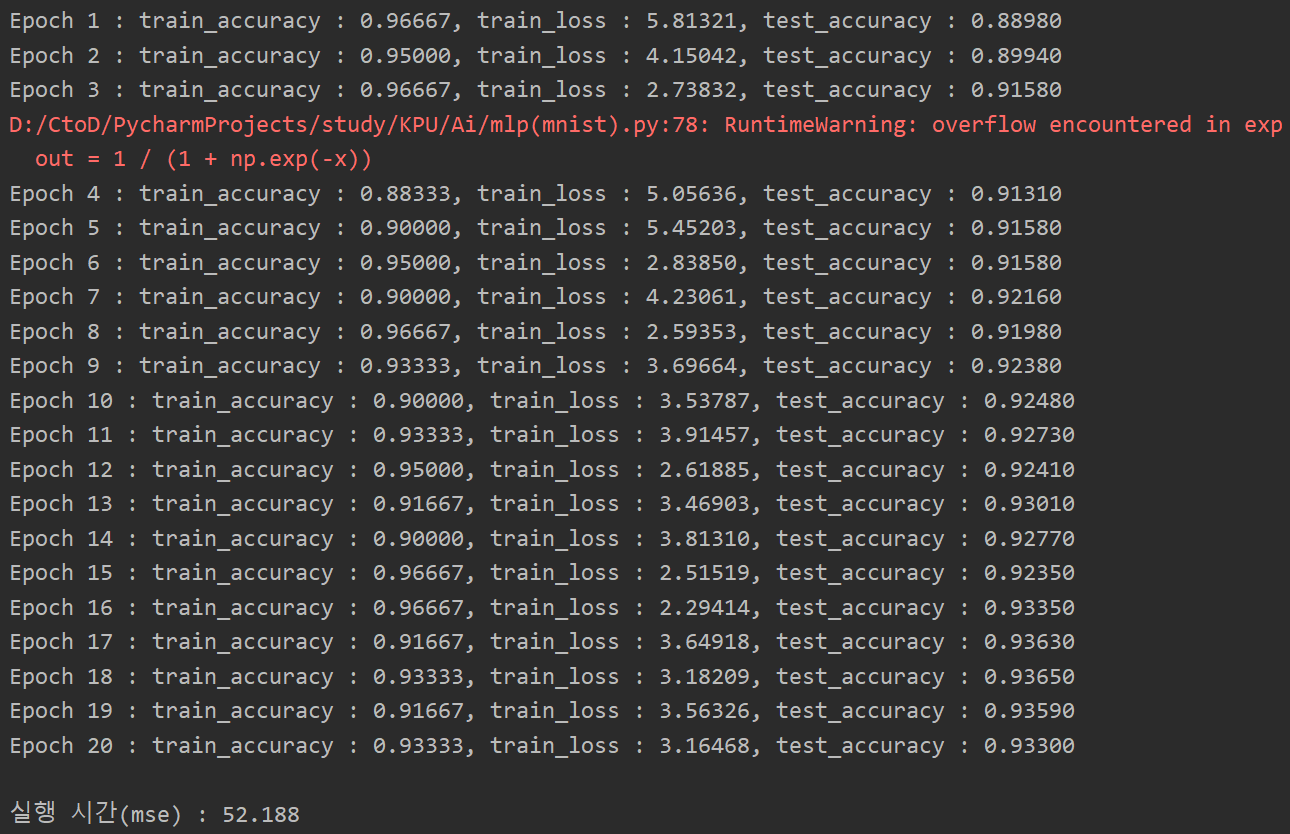 Epoch 1 : train_accuracy : 0.96667, train_loss : 5.81321, test_accuracy : 0.88980
Epoch 2 : train_accuracy : 0.95000, train_loss : 4.15042, test_accuracy : 0.89940
Epoch 3 : train_accuracy : 0.96667, train_loss : 2.73832, test_accuracy : 0.91580
D:/CtoD/PycharmProjects/study/KPU/Ai/mlp(mnist).py:78: RuntimeWarning: overflow encountered in exp
  out = 1 / (1 + np.exp(-x))
Epoch 4 : train_accuracy : 0.88333, train_loss : 5.05636, test_accuracy : 0.91310
Epoch 5 : train_accuracy : 0.90000, train_loss : 5.45203, test_accuracy : 0.91580
Epoch 6 : train_accuracy : 0.95000, train_loss : 2.83850, test_accuracy : 0.91580
Epoch 7 : train_accuracy : 0.90000, train_loss : 4.23061, test_accuracy : 0.92160
Epoch 8 : train_accuracy : 0.96667, train_loss : 2.59353, test_accuracy : 0.91980
Epoch 9 : train_accuracy : 0.93333, train_loss : 3.69664, test_accuracy : 0.92380
Epoch 10 : train_accuracy : 0.90000, train_loss : 3.53787, test_accuracy : 0.92480
Epoch 11 : train_accuracy : 0.93333, train_loss : 3.91457, test_accuracy : 0.92730
Epoch 12 : train_accuracy : 0.95000, train_loss : 2.61885, test_accuracy : 0.92410
Epoch 13 : train_accuracy : 0.91667, train_loss : 3.46903, test_accuracy : 0.93010
Epoch 14 : train_accuracy : 0.90000, train_loss : 3.81310, test_accuracy : 0.92770
Epoch 15 : train_accuracy : 0.96667, train_loss : 2.51519, test_accuracy : 0.92350
Epoch 16 : train_accuracy : 0.96667, train_loss : 2.29414, test_accuracy : 0.93350
Epoch 17 : train_accuracy : 0.91667, train_loss : 3.64918, test_accuracy : 0.93630
Epoch 18 : train_accuracy : 0.93333, train_loss : 3.18209, test_accuracy : 0.93650
Epoch 19 : train_accuracy : 0.91667, train_loss : 3.56326, test_accuracy : 0.93590
Epoch 20 : train_accuracy : 0.93333, train_loss : 3.16468, test_accuracy : 0.93300
실행 시간(mse) : 52.188